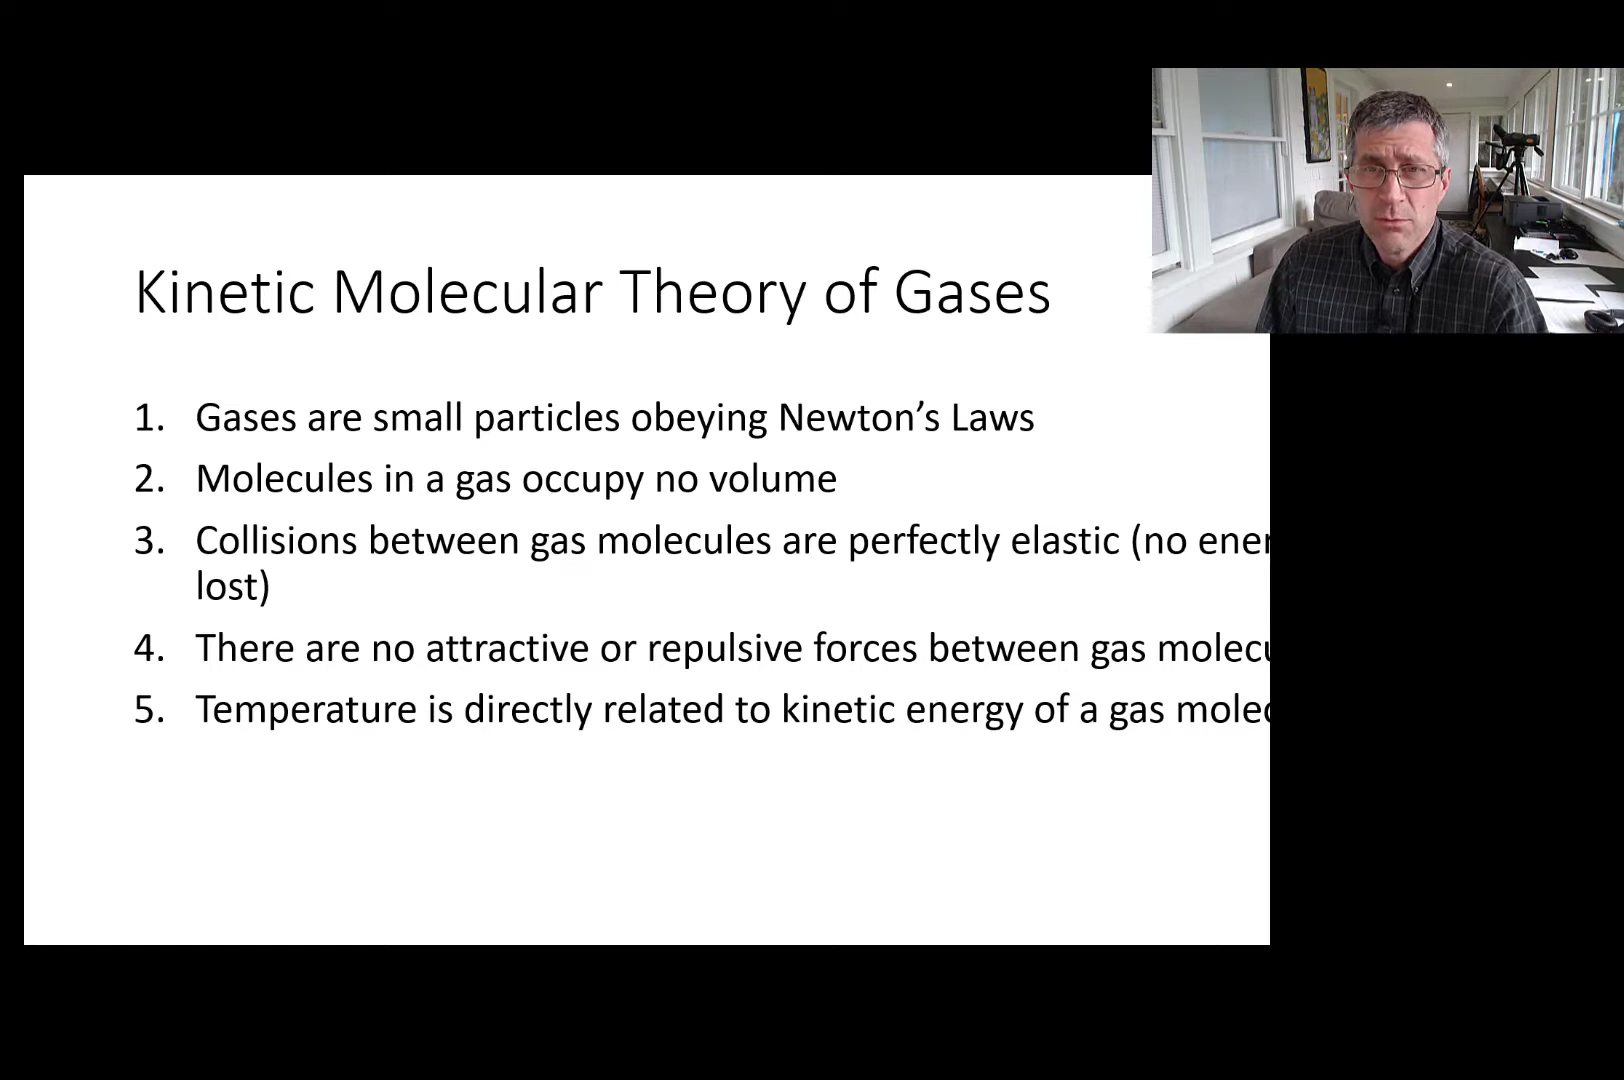 Kinetic Molecular Theory of Gases
1. Gases are small particles obeying Newton’s Laws
2. Molecules in a gas occupy no volume
3. Collisions between gas molecules are perfectly elastic (no ener
lost)
4. There are no attractive or repulsive forces between gas molecu
5. Temperature is directly related to kinetic energy of a gas molec